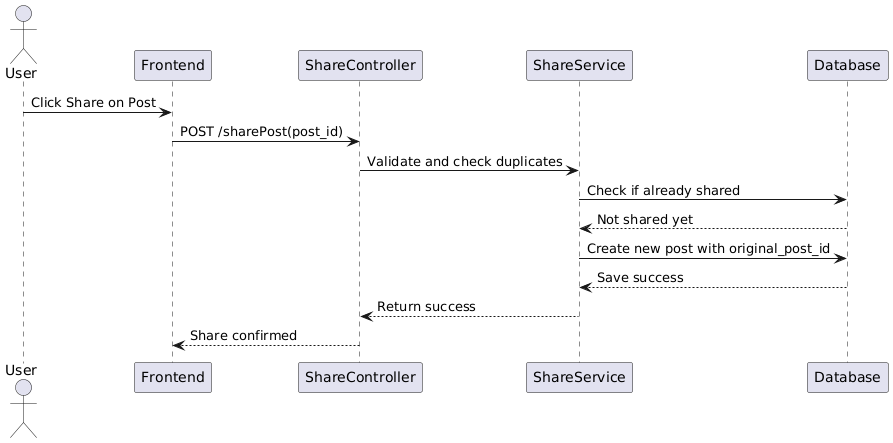 User
Frontend
ShareController
ShareService
Database
Click Share on Post
POST /sharePost(post_id)
Validate and check duplicates
Check if already shared
Not shared yet
Create new post with original_post_id
Save success
Return success
Share confirmed
User
Frontend
ShareController
ShareService
Database